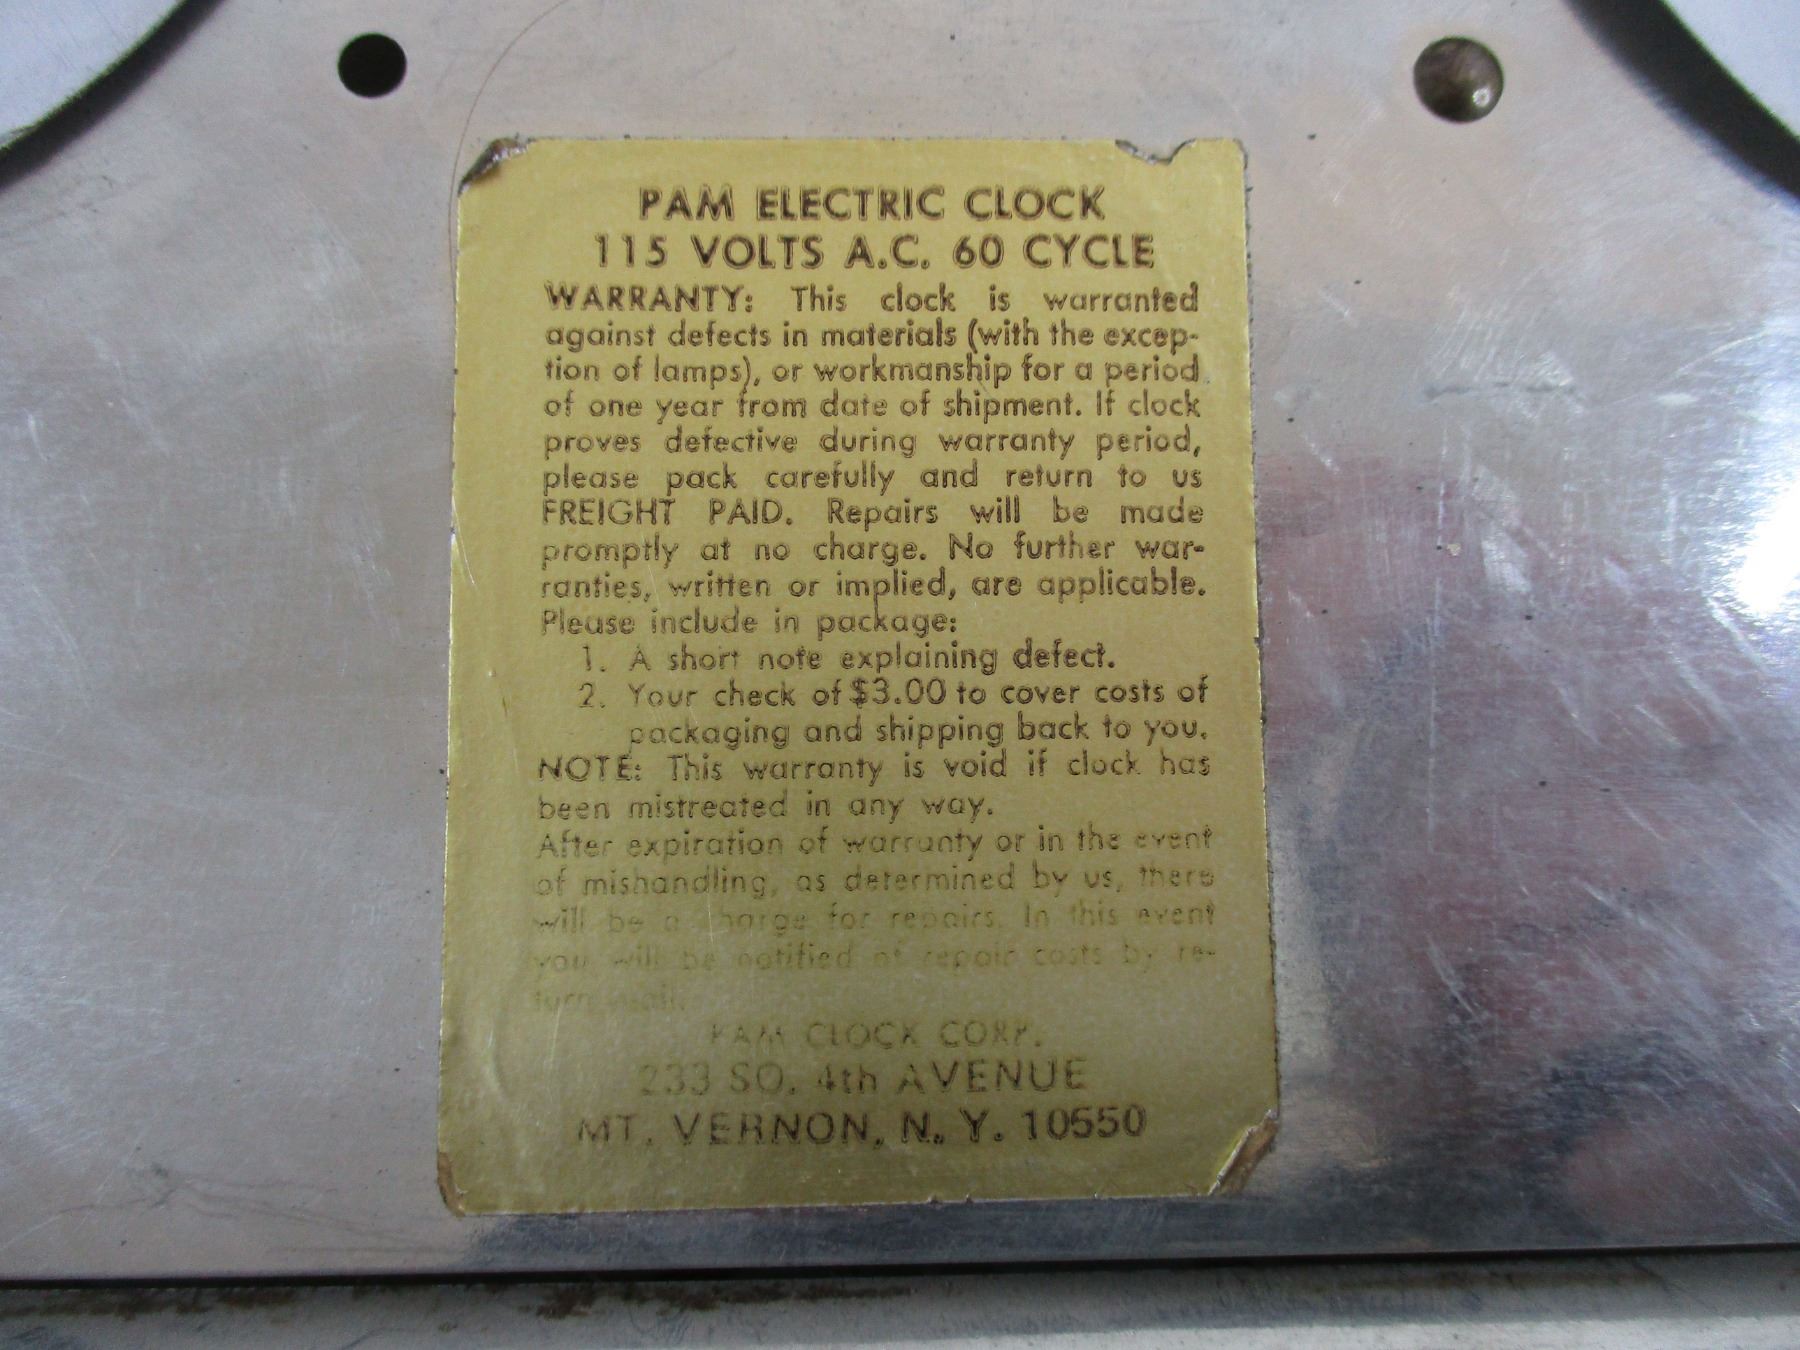 PAM ELECTRIC CLOCK
115 VOLTS A.C. 60 CYCLE
WARRANTY: This clock is warranted
against defects in materials (with the excep-
tion of lamps), or workmanship for a period
of one year from date of shipment. If clock
proves defective during warranty period,
please pack carefully and return to us
FREIGHT PAID. Repairs will be made
promptly at no charge. No further war-
ranties, written or implied, are applicable.
Please include in package:
1. A short note explaining defect.
2. Your check of $3.00 to cover costs of
packaging and shipping back to you.
NOTE: This warranty is void if clock has
been mistreated in any way.
After expiration of warranty or in the event
of mishandling, as determined by us, there
will be a charge for repairs. In this event
you will be notified of repair costs by re-
turn mail.
PAM CLOCK CORP.
233 SO. 4th AVENUE
MT. VERNON, N. Y. 10550